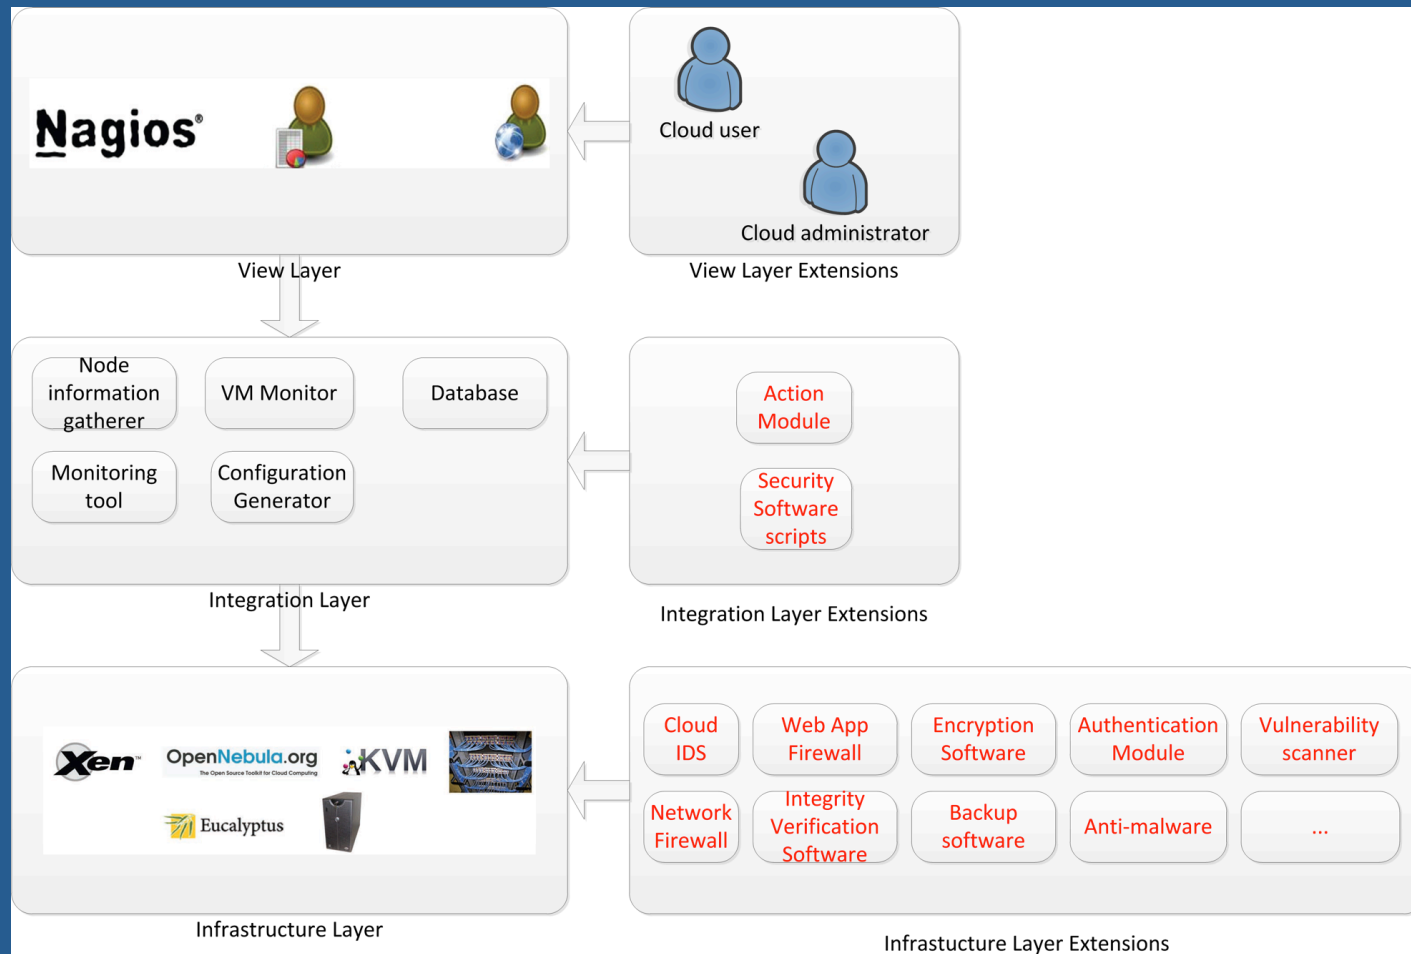 Nagios®
Cloud user
Cloud administrator
View Layer
View Layer Extensions
Node
information
gatherer
VM Monitor
Database
Monitoring
tool
Configuration
Generator
Action
Module
Security
Software
scripts
Integration Layer
Integration Layer Extensions
Xen™
OpenNebula.org
The Open Source Toolkit for Cloud Computing
KVM
Eucalyptus
Cloud
IDS
Web App
Firewall
Encryption
Software
Authentication
Module
Vulnerability
scanner
Network
Firewall
Integrity
Verification
Software
Backup
software
Anti-malware
...
Infrastructure Layer
Infrastucture Layer Extensions